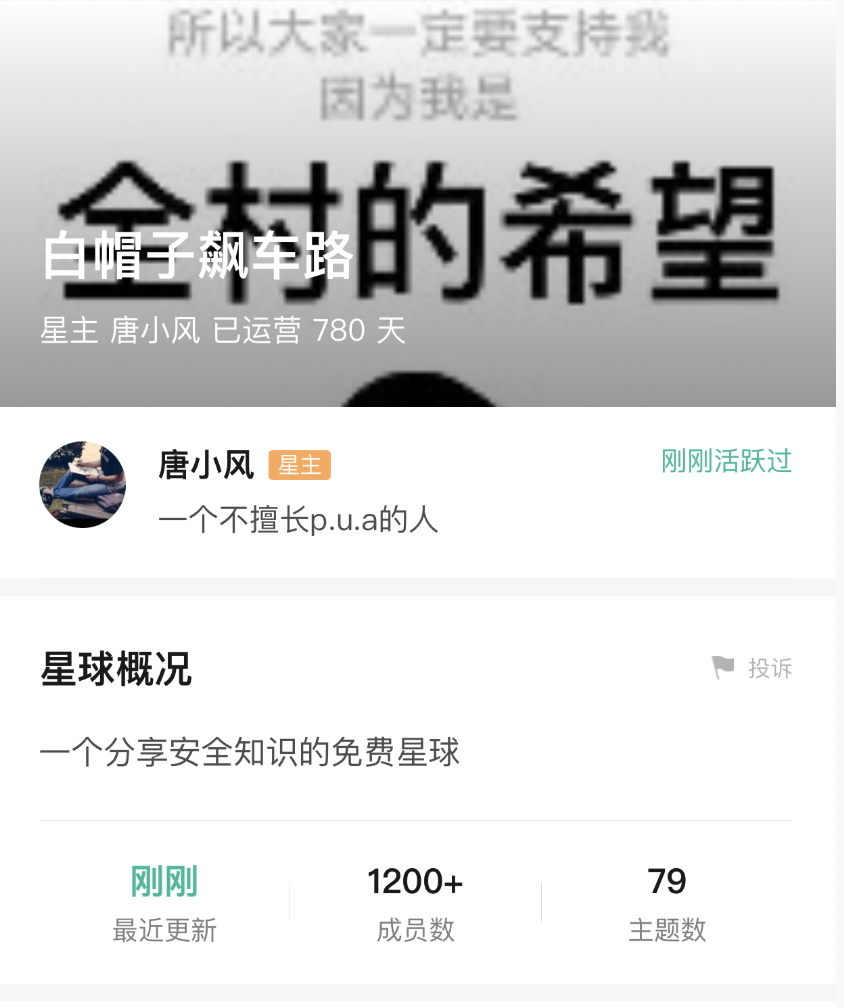 所以大家一定要支持我
因为我是
全村的希望
白帽子飙车路
星主 唐小风 已运营 780 天
唐小风 星主 刚刚活跃过
一个不擅长p.u.a的人
星球概况 投诉
一个分享安全知识的免费星球
刚刚 1200+ 79
最近更新 成员数 主题数